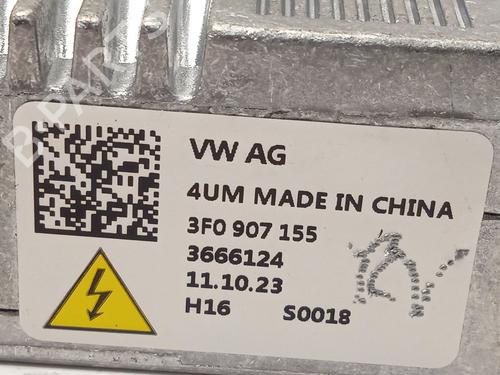 VW AG
4UM MADE IN CHINA
3F0 907 155
3666124
11.10.23
H16 S0018